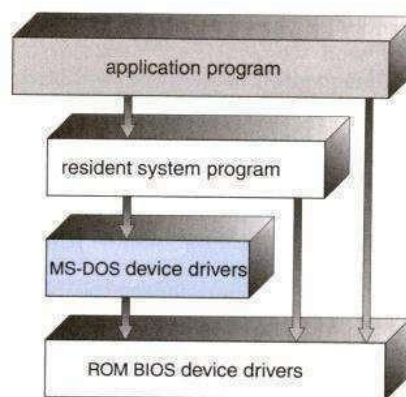 application program
resident system program
MS-DOS device drivers
ROM BIOS device drivers